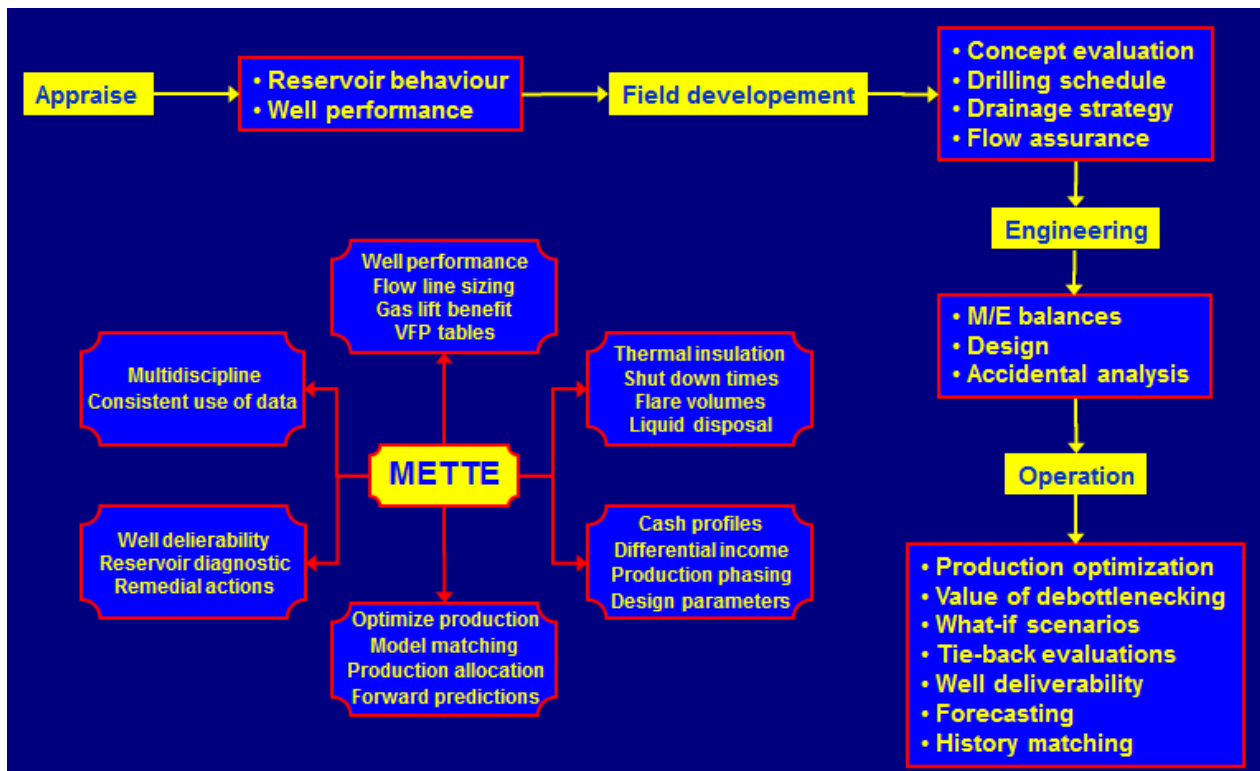 Appraise
• Reservoir behaviour
• Well performance
Field developement
• Concept evaluation
• Drilling schedule
• Drainage strategy
• Flow assurance
Engineering
• M/E balances
• Design
• Accidental analysis
Operation
• Production optimization
• Value of debottlenecking
• What-if scenarios
• Tie-back evaluations
• Well deliverability
• Forecasting
• History matching
Well performance
Flow line sizing
Gas lift benefit
VFP tables
Multidiscipline
Consistent use of data
Thermal insulation
Shut down times
Flare volumes
Liquid disposal
METTE
Well delierability
Reservoir diagnostic
Remedial actions
Cash profiles
Differential income
Production phasing
Design parameters
Optimize production
Model matching
Production allocation
Forward predictions